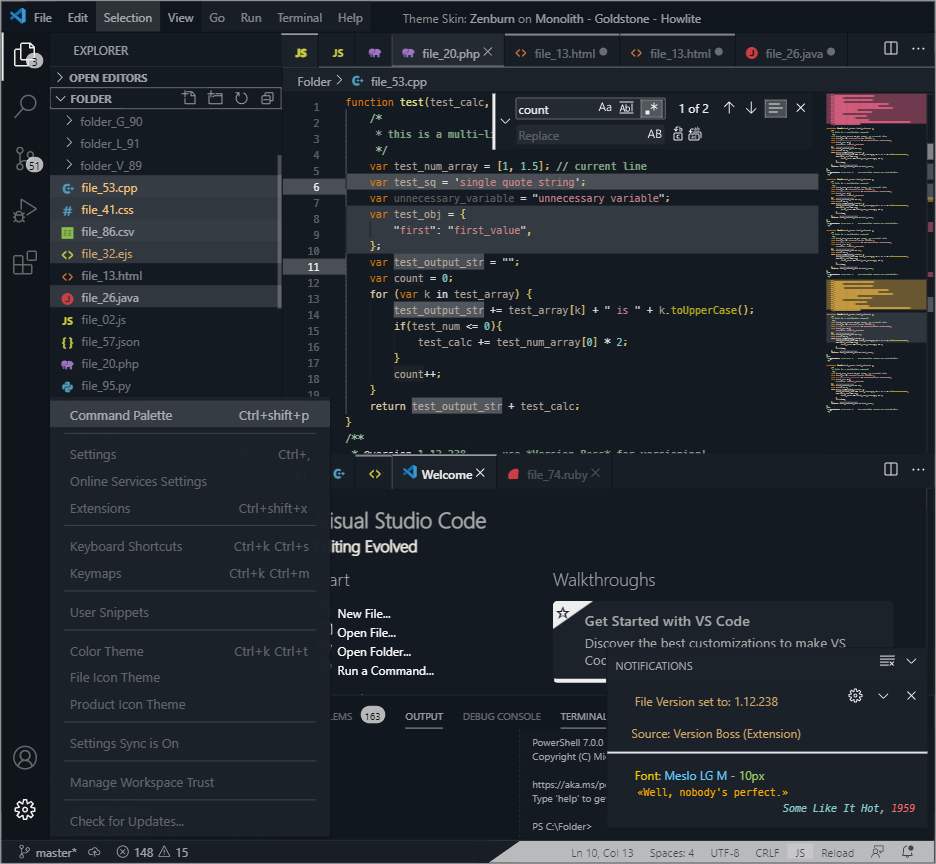 File Edit Selection View Go Run Terminal Help Theme Skin: Zenburn on Monolith - Goldstone - Howlite
EXPLORER
JS JS file_20.php file_13.html file_13.html file_26.java
OPEN EDITORS
FOLDER
Folder > file_53.cpp
folder_G_90
folder_L_91
folder_V_89
file_53.cpp
file_41.css
file_86.csv
file_32.ejs
file_13.html
file_26.java
JS file_02.js
{} file_57.json
file_20.php
file_95.py
3
51
count Aa Abl .* 1 of 2
Replace AB
1 function test(test_calc,
2 /*
3 * this is a multi-li
4 */
5 var test_num_array = [1, 1.5]; // current line
6 var test_sq = 'single quote string';
7 var unnecessary_variable = "unnecessary variable";
8 var test_obj = {
9 "first": "first_value",
10 };
11 var test_output_str = "";
12 var count = 0;
13 for (var k in test_array) {
14 test_output_str += test_array[k] + " is " + k.toUpperCase();
15 if(test_num <= 0){
16 test_calc += test_num_array[0] * 2;
17 }
18 count++;
19 }
return test_output_str + test_calc;
}
/**
Command Palette Ctrl+shift+p
Settings Ctrl+,
Online Services Settings
Extensions Ctrl+shift+x
Keyboard Shortcuts Ctrl+k Ctrl+s
Keymaps Ctrl+k Ctrl+m
User Snippets
Color Theme Ctrl+k Ctrl+t
File Icon Theme
Product Icon Theme
Settings Sync is On
Manage Workspace Trust
Check for Updates...
Welcome file_74.ruby
isual Studio Code
iting Evolved
art
New File...
Open File...
Open Folder...
Run a Command...
Walkthroughs
Get Started with VS Code
Discover the best customizations to make VS
Coc
LEMS 163 OUTPUT DEBUG CONSOLE TERMINAL
PowerShell 7.0.0
Copyright (C) Mi
https://aka.ms/p
Type 'help' to ge
PS C:\Folder>
NOTIFICATIONS
File Version set to: 1.12.238
Source: Version Boss (Extension)
Font: Meslo LG M - 10px
«Well, nobody's perfect.»
Some Like It Hot, 1959
master* 148 15 Ln 10, Col 13 Spaces: 4 UTF-8 CRLF JS Reload